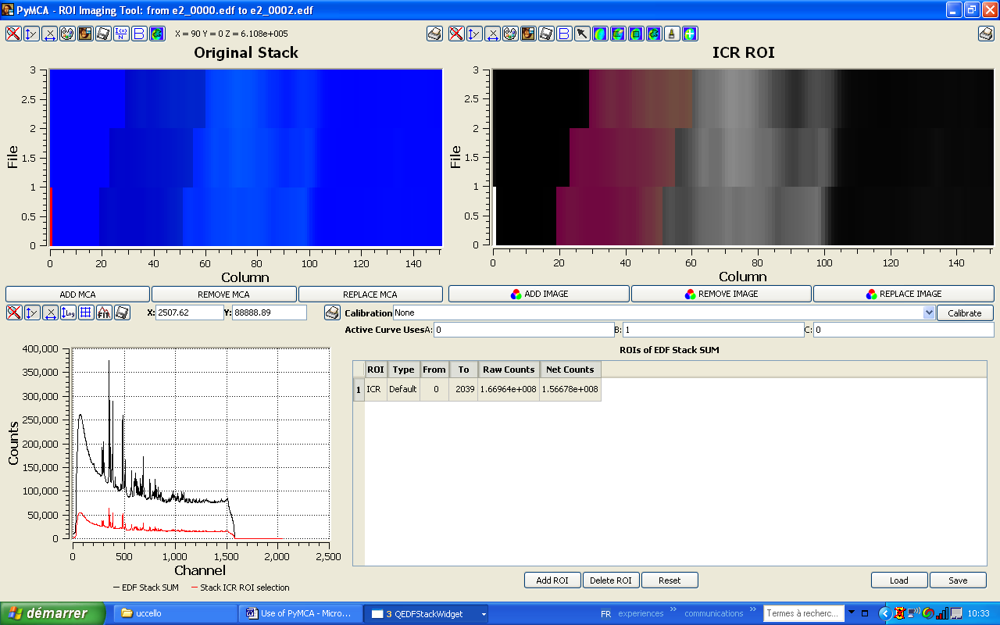 PyMCA - ROI Imaging Tool: from e2_0000.edf to e2_0002.edf
X = 90 Y = 0 Z = 6.108e+005
Original Stack
3
2.5
2
1.5
1
0.5
0
File
0 20 40 60 80 100 120 140
Column
ICR ROI
3
2.5
2
1.5
1
0.5
0
File
0 20 40 60 80 100 120 140
Column
ADD MCA REMOVE MCA REPLACE MCA
ADD IMAGE REMOVE IMAGE REPLACE IMAGE
Log FIT X: 2507.62 Y: 88888.89
Calibration None Calibrate
Active Curve Uses A: 0 B: 1 C: 0
400,000
350,000
300,000
250,000
200,000
150,000
100,000
50,000
0
Counts
0 500 1,000 1,500 2,000 2,500
Channel
EDF Stack SUM Stack ICR ROI selection
ROIs of EDF Stack SUM
ROI Type From To Raw Counts Net Counts
1 ICR Default 0 2039 1.66964e+008 1.56678e+008
Add ROI Delete ROI Reset Load Save
démarrer uccello Use of PyMCA - Micro... 3 QEDFStackWidget FR experiences » communications » Termes à recherc... 10:33